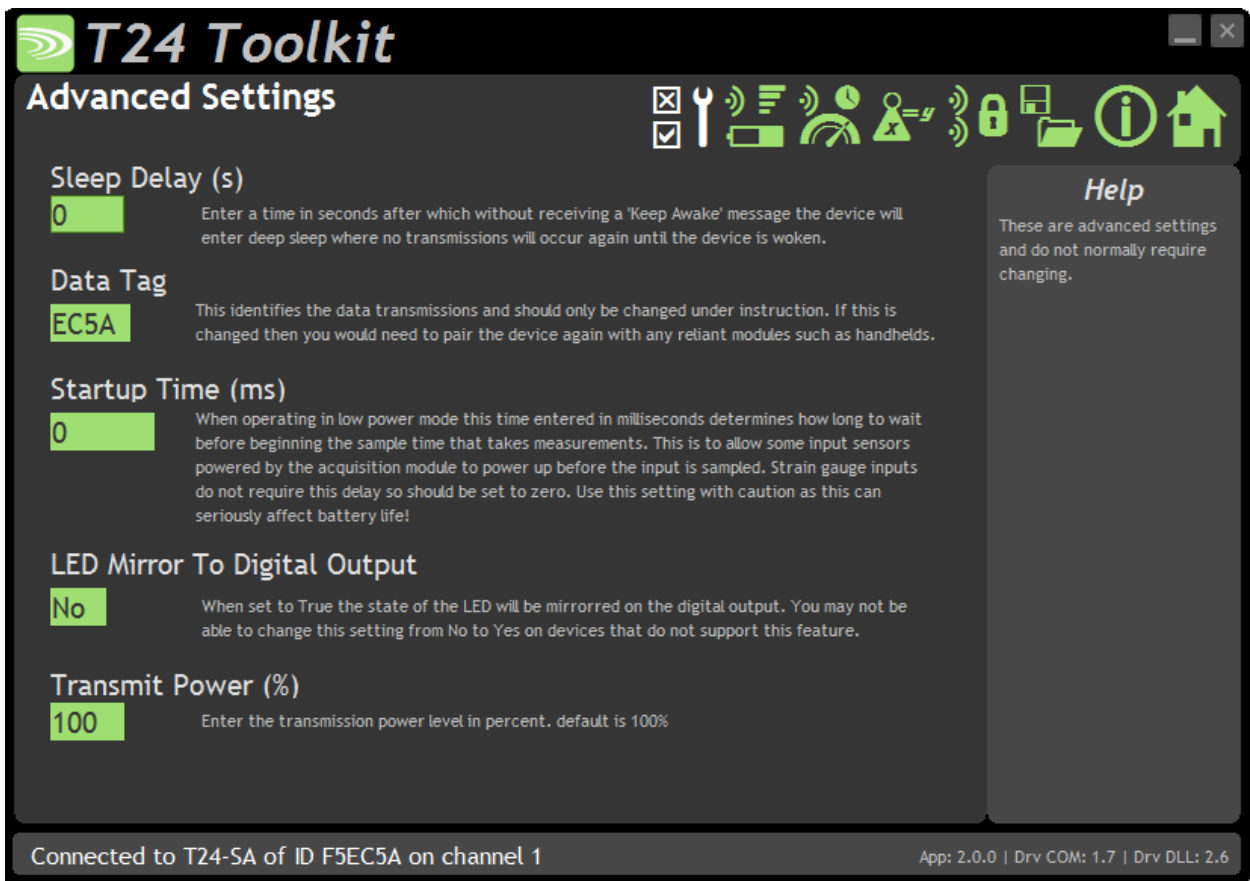 T24 Toolkit
Advanced Settings
x=y
Sleep Delay (s)
0
Enter a time in seconds after which without receiving a 'Keep Awake' message the device will
enter deep sleep where no transmissions will occur again until the device is woken.
Data Tag
EC5A
This identifies the data transmissions and should only be changed under instruction. If this is
changed then you would need to pair the device again with any reliant modules such as handhelds.
Startup Time (ms)
0
When operating in low power mode this time entered in milliseconds determines how long to wait
before beginning the sample time that takes measurements. This is to allow some input sensors
powered by the acquisition module to power up before the input is sampled. Strain gauge inputs
do not require this delay so should be set to zero. Use this setting with caution as this can
seriously affect battery life!
LED Mirror To Digital Output
No
When set to True the state of the LED will be mirrorred on the digital output. You may not be
able to change this setting from No to Yes on devices that do not support this feature.
Transmit Power (%)
100
Enter the transmission power level in percent. default is 100%
Help
These are advanced settings
and do not normally require
changing.
Connected to T24-SA of ID F5EC5A on channel 1
App: 2.0.0 | Drv COM: 1.7 | Drv DLL: 2.6